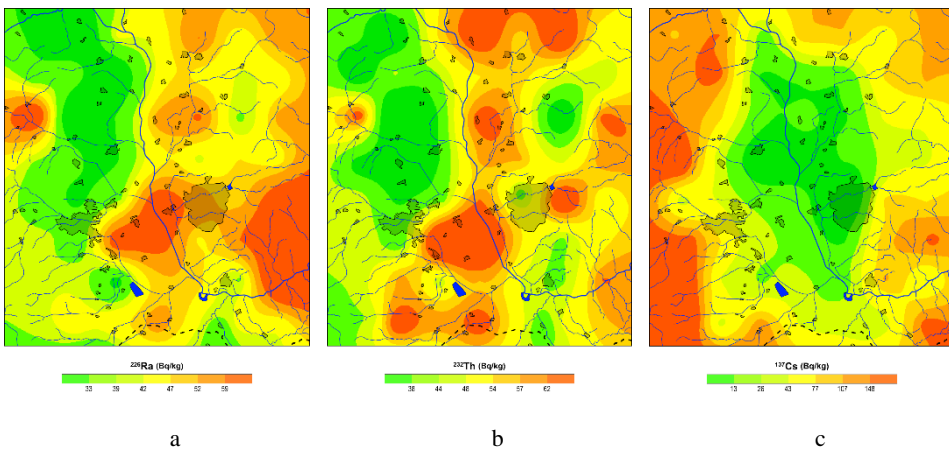 ²²⁶Ra (Bq/kg)
33 39 42 47 52 59
²³²Th (Bq/kg)
38 44 48 54 57 62
¹³⁷Cs (Bq/kg)
13 26 43 77 107 148
a
b
c